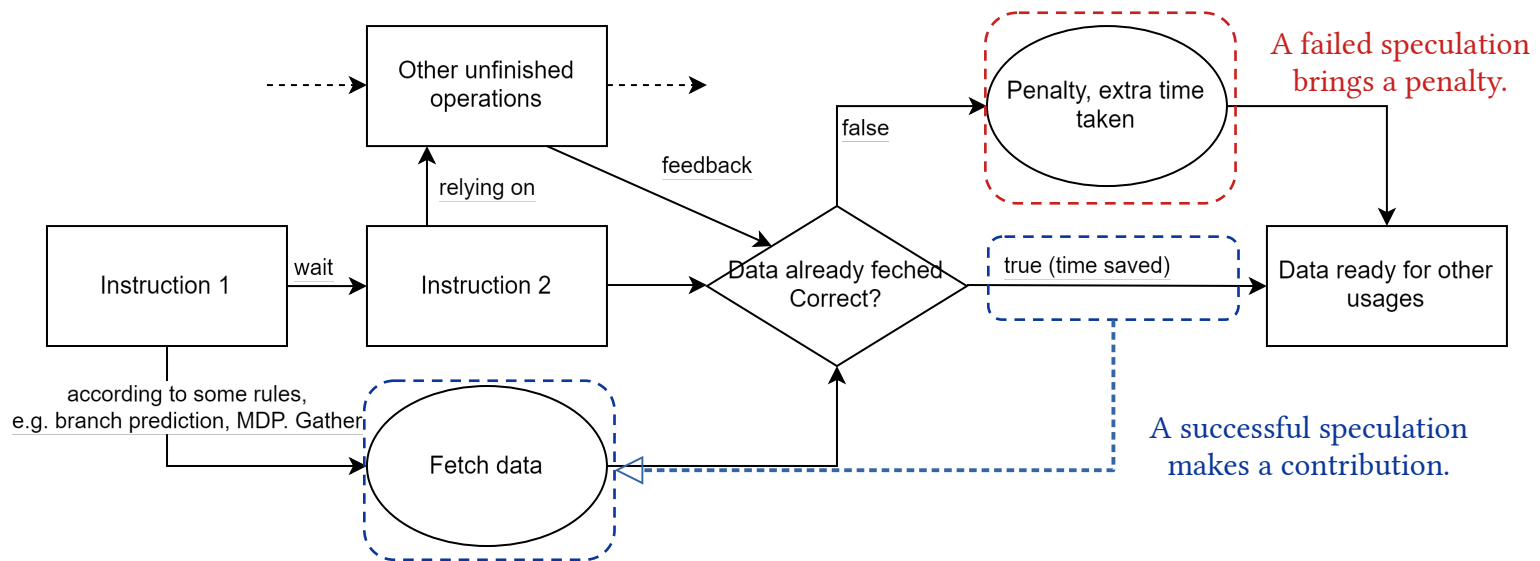 Other unfinished
operations
Penalty, extra time
taken
A failed speculation
brings a penalty.
false
feedback
relying on
Instruction 1
wait
Instruction 2
Data already feched
Correct?
true (time saved)
Data ready for other
usages
according to some rules,
e.g. branch prediction, MDP. Gather
Fetch data
A successful speculation
makes a contribution.